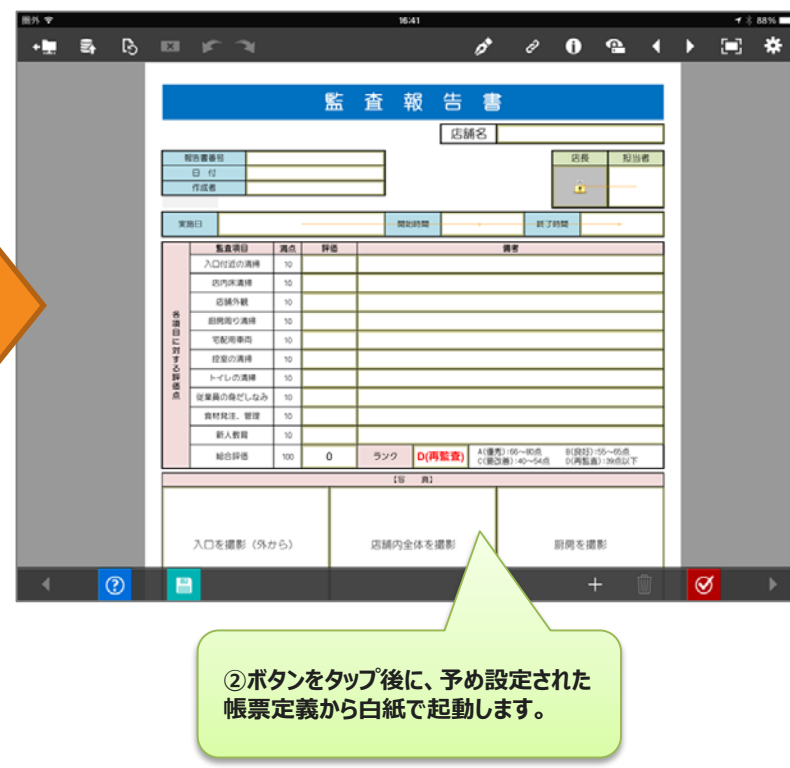 圏外
16:41
88%
監査報告書
店舗名
報告書番号
日 付
作成者
店長 担当者
実施日 開始時間 終了時間
監査項目 満点 評価 備考
各項目に対する評価点
入口付近の清掃 10
店内床清掃 10
店舗外観 10
厨房周り清掃 10
宅配用車両 10
控室の清掃 10
トイレの清掃 10
従業員の身だしなみ 10
食材発注、管理 10
新人教育 10
総合評価 100 0 ランク D(再監査) A(優秀):66〜80点 B(良好):55〜65点
C(要改善):40〜54点 D(再監査):39点以下
【写 真】
入口を撮影（外から） 店舗内全体を撮影 厨房を撮影
②ボタンをタップ後に、予め設定された
帳票定義から白紙で起動します。